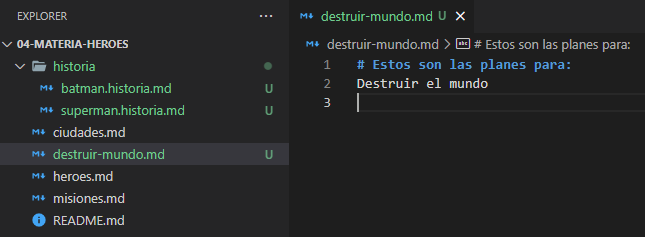 EXPLORER
04-MATERIA-HEROES
historia
batman.historia.md U
superman.historia.md U
ciudades.md
destruir-mundo.md U
heroes.md
misiones.md
README.md
destruir-mundo.md U
destruir-mundo.md > # Estos son las planes para:
1 # Estos son las planes para:
2 Destruir el mundo
3